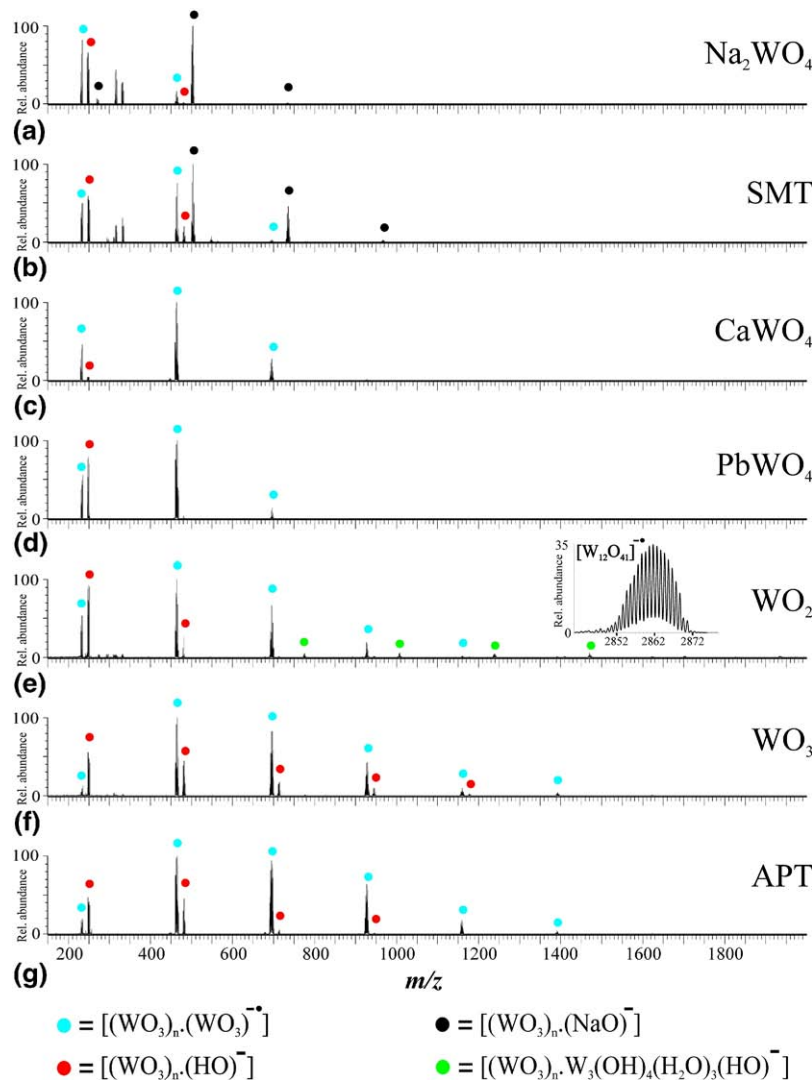 100
Rel. abundance
0
Na₂WO₄
(a)
100
Rel. abundance
0
SMT
(b)
100
Rel. abundance
0
CaWO₄
(c)
100
Rel. abundance
0
PbWO₄
(d)
100
Rel. abundance
0
[W₁₂O₄₁]⁻•
35
Rel. abundance
0
2852 2862 2872
WO₂
(e)
100
Rel. abundance
0
WO₃
(f)
100
Rel. abundance
0
APT
200 400 600 800 1000 1200 1400 1600 1800
(g)
m/z
= [(WO₃)ₙ.(WO₃)⁻•]
= [(WO₃)ₙ.(NaO)⁻]
= [(WO₃)ₙ.(HO)⁻]
= [(WO₃)ₙ.W₃(OH)₄(H₂O)₃(HO)⁻]